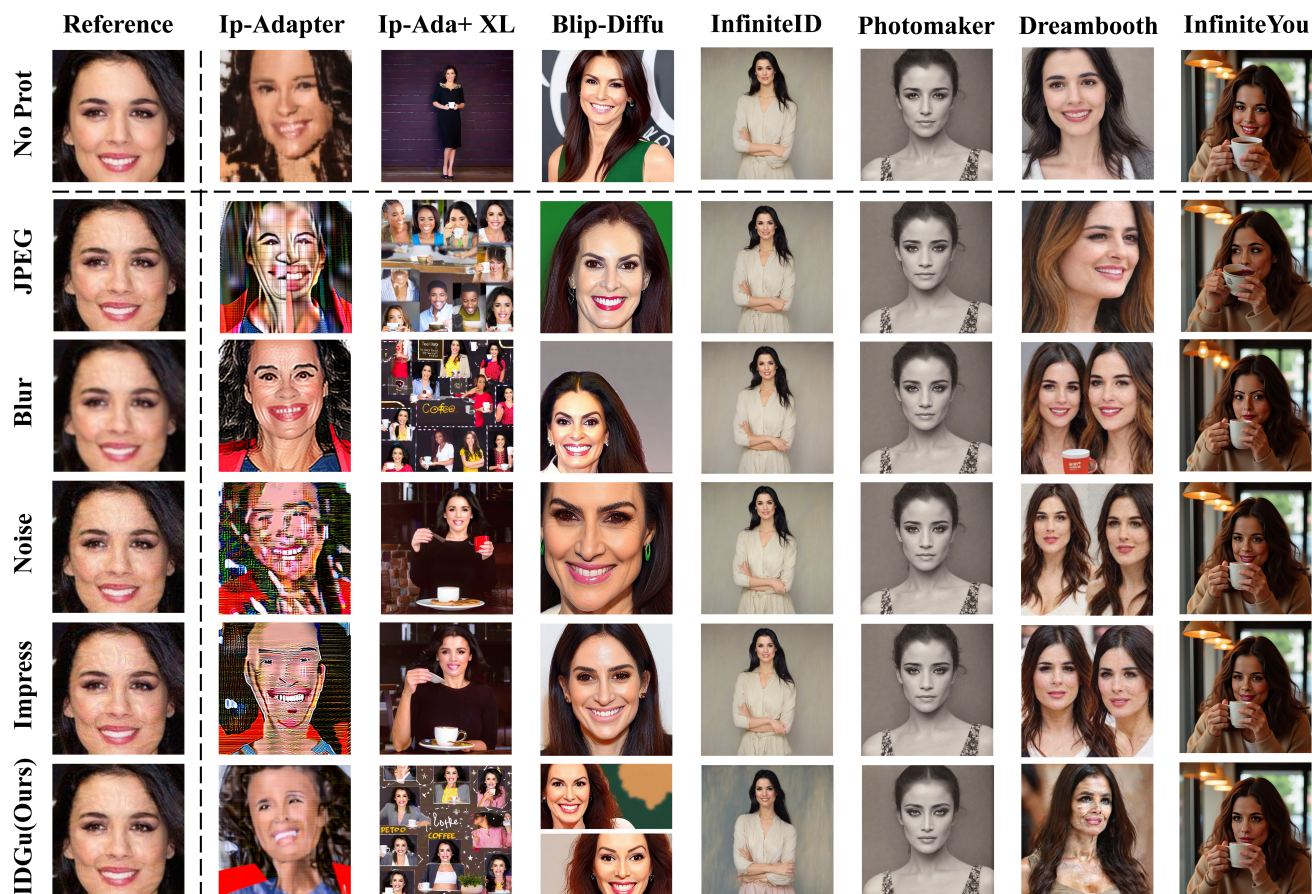 Reference Ip-Adapter Ip-Ada+ XL Blip-Diffu InfiniteID Photomaker Dreambooth InfiniteYou
No Prot
JPEG
Blur
Coffee
Noise
Impress
IDGu(Ours)
PETOO
COFFEE